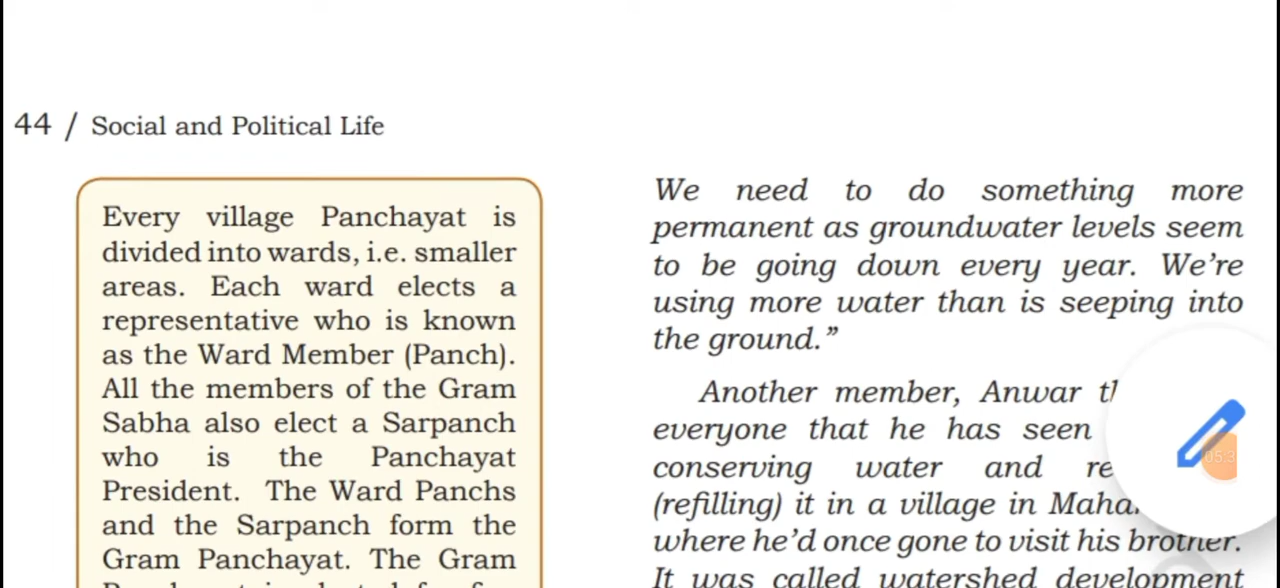 44 / Social and Political Life
Every village Panchayat is
divided into wards, i.e. smaller
areas. Each ward elects a
representative who is known
as the Ward Member (Panch).
All the members of the Gram
Sabha also elect a Sarpanch
who is the Panchayat
President. The Ward Panchs
and the Sarpanch form the
Gram Panchayat. The Gram
We need to do something more
permanent as groundwater levels seem
to be going down every year. We're
using more water than is seeping into
the ground.”
Another member, Anwar
everyone that he has seen
conserving water and
(refilling) it in a village in
where he'd once gone to visit his brother.
It was called watershed development